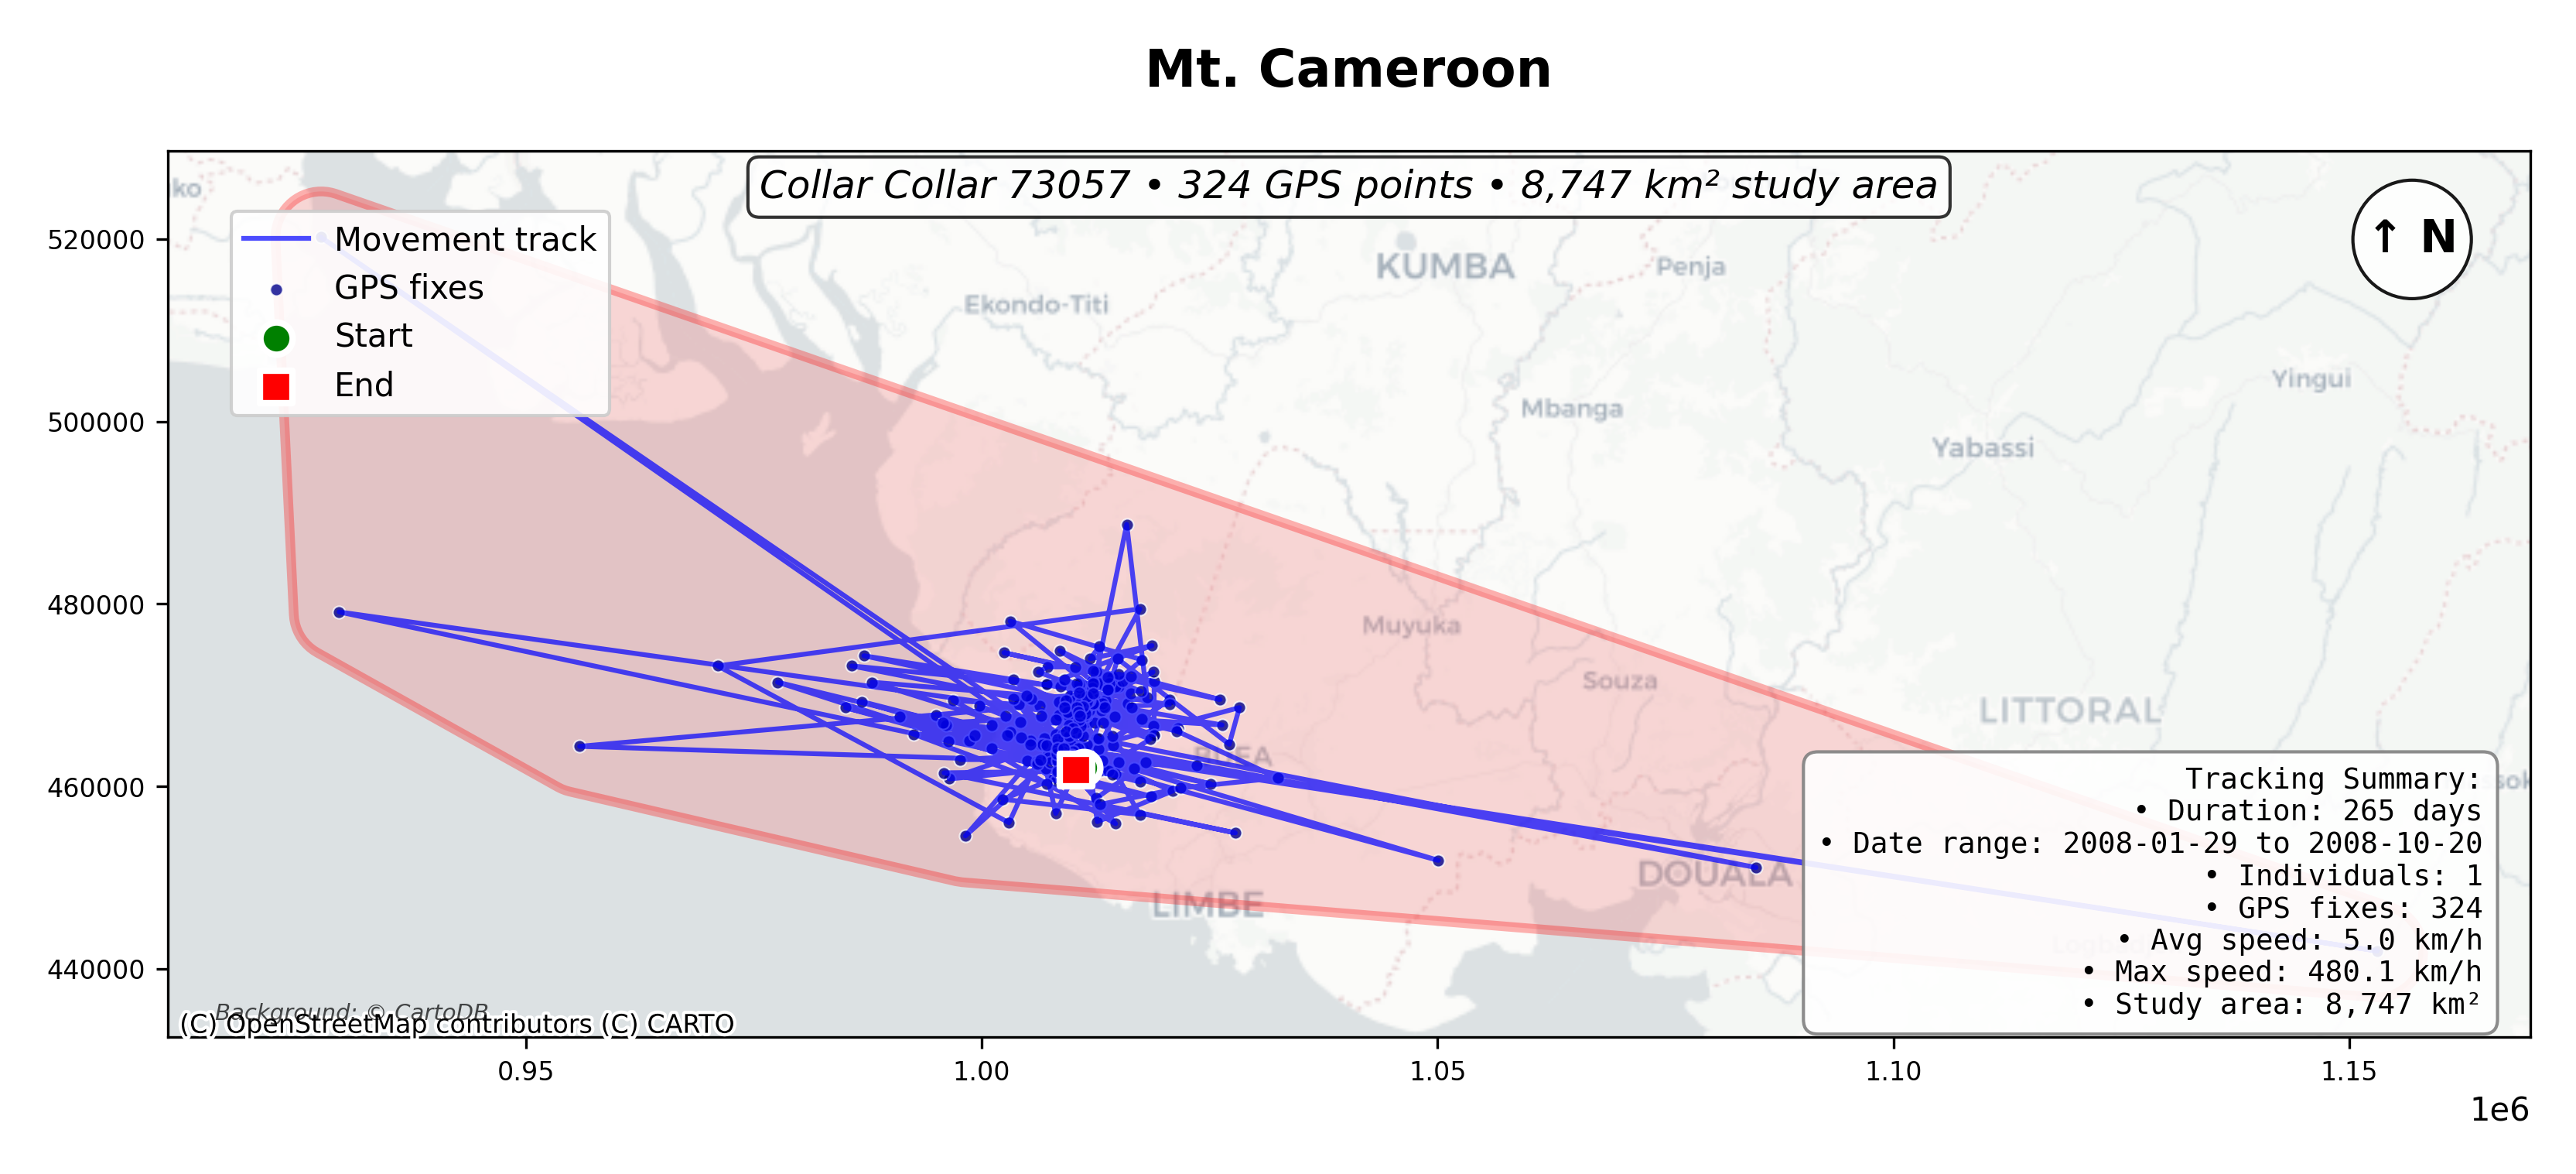 Mt. Cameroon
Collar Collar 73057 • 324 GPS points • 8,747 km² study area
↑ N
Movement track
GPS fixes
Start
End
520000
500000
480000
460000
440000
ko
KUMBA
Penja
Ekondo-Titi
Yingui
Mbanga
Yabassi
Muyuka
Souza
LITTORAL
BUEA
DOUALA
LIMBE
Tracking Summary:
• Duration: 265 days
• Date range: 2008-01-29 to 2008-10-20
• Individuals: 1
• GPS fixes: 324
• Avg speed: 5.0 km/h
• Max speed: 480.1 km/h
• Study area: 8,747 km²
Background: © CartoDB
(C) OpenStreetMap contributors (C) CARTO
0.95
1.00
1.05
1.10
1.15
1e6